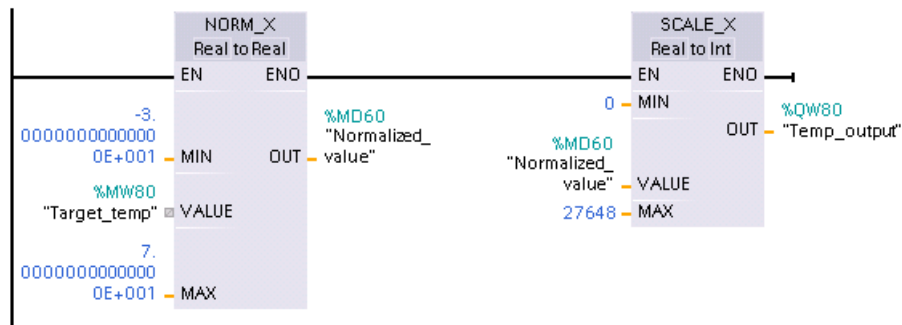 NORM_X
Real to Real
EN ENO
-3.
0000000000000
0E+001
MIN
OUT
%MD60
"Normalized_
value"
%MW80
"Target_temp"
VALUE
7.
0000000000000
0E+001
MAX
SCALE_X
Real to Int
EN ENO
0
MIN
OUT
%QW80
"Temp_output"
%MD60
"Normalized_
value"
VALUE
27648
MAX